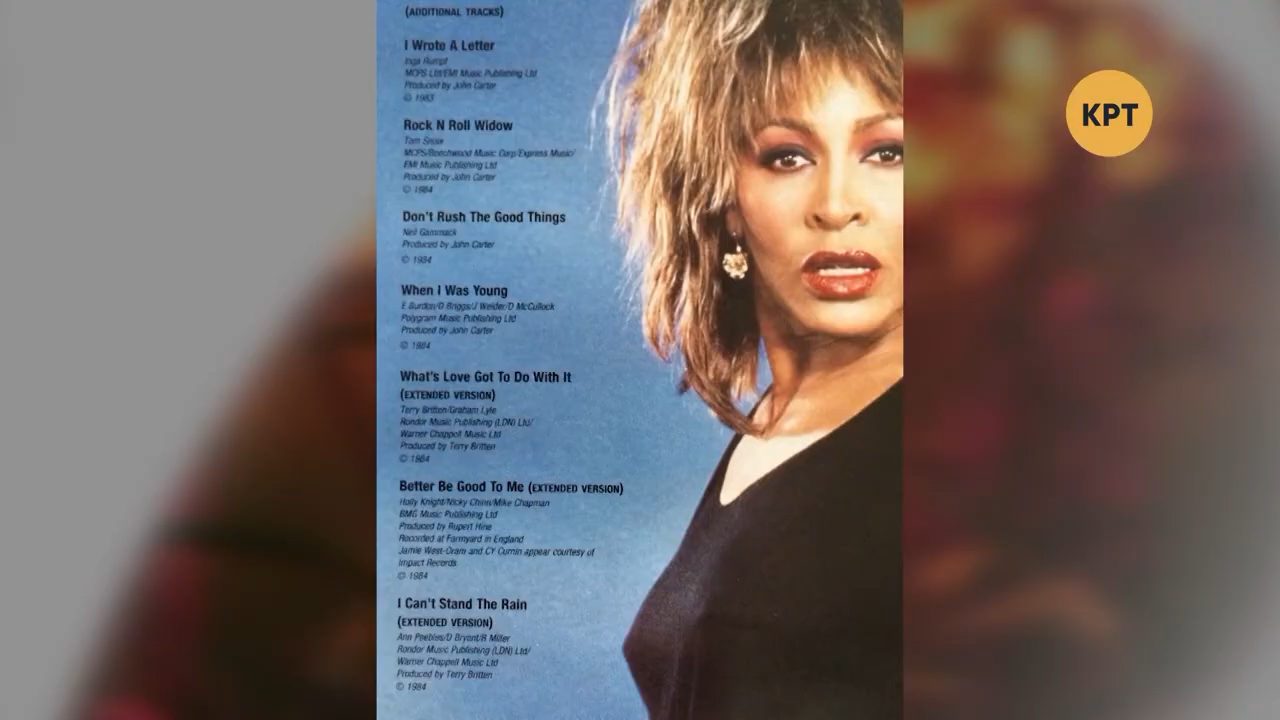 (ADDITIONAL TRACKS)
I Wrote A Letter
Inga Rumpf
MCPS Ltd/EMI Music Publishing Ltd
Produced by John Carter
© 1983
Rock N Roll Widow
Tom Snow
MCPS/Beechwood Music Corp/Express Music/
EMI Music Publishing Ltd
Produced by John Carter
© 1984
Don't Rush The Good Things
Neil Gammack
Produced by John Carter
© 1984
When I Was Young
E Burdon/D Briggs/J Weider/D McCulloch
Polygram Music Publishing Ltd
Produced by John Carter
© 1984
What's Love Got To Do With It
(EXTENDED VERSION)
Terry Britten/Graham Lyle
Rondor Music Publishing (LDN) Ltd/
Warner Chappell Music Ltd
Produced by Terry Britten
© 1984
Better Be Good To Me (EXTENDED VERSION)
Holly Knight/Nicky Chinn/Mike Chapman
BMG Music Publishing Ltd
Produced by Rupert Hine
Recorded at Farmyard in England
Jamie West-Oram and CY Curnin appear courtesy of
Impact Records
© 1984
I Can't Stand The Rain
(EXTENDED VERSION)
Ann Peebles/D Bryant/B Miller
Rondor Music Publishing (LDN) Ltd/
Warner Chappell Music Ltd
Produced by Terry Britten
© 1984
КРТ